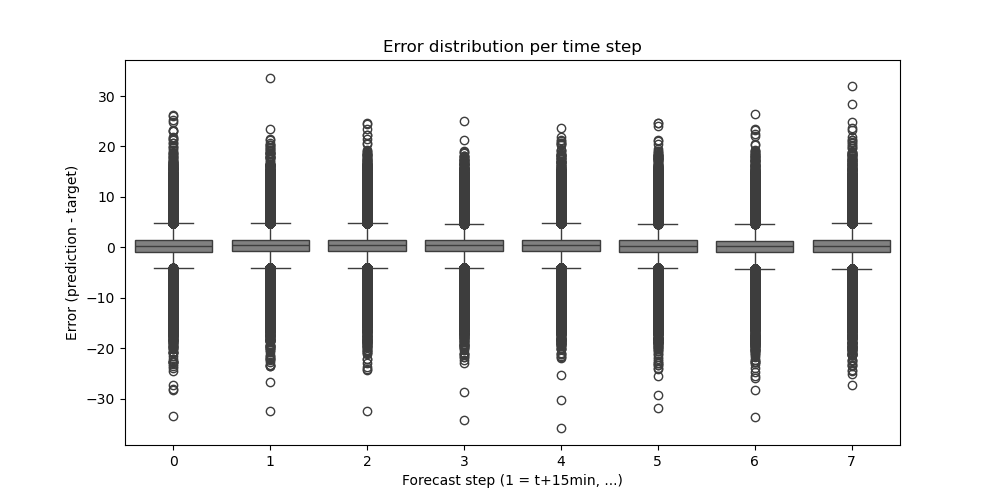 Error distribution per time step
Error (prediction - target)
30
20
10
0
−10
−20
−30
0 1 2 3 4 5 6 7
Forecast step (1 = t+15min, ...)